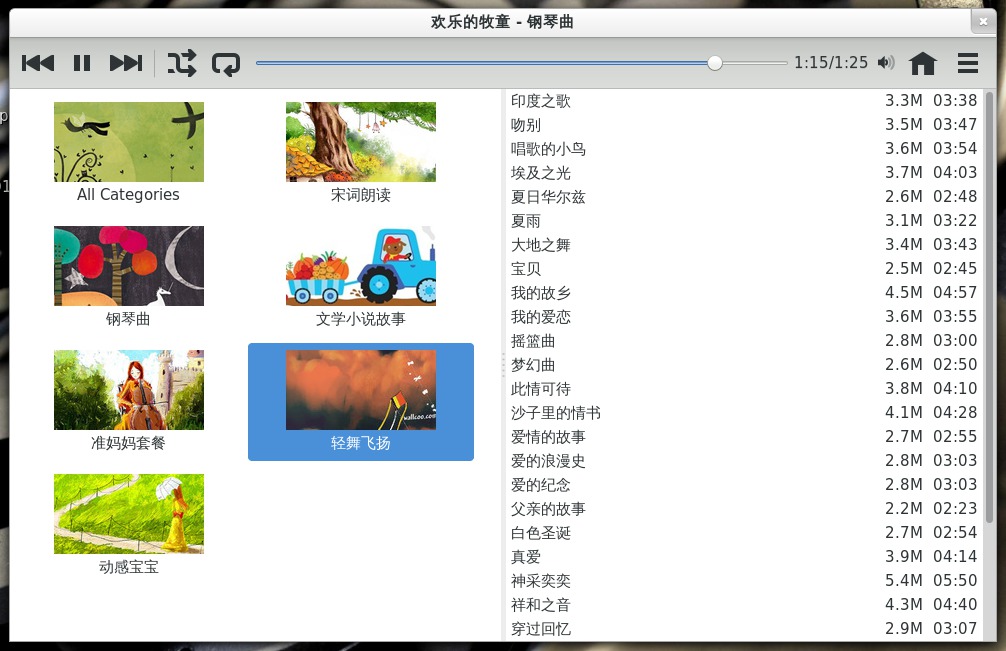 欢乐的牧童 - 钢琴曲
1:15/1:25
All Categories
宋词朗读
钢琴曲
文学小说故事
准妈妈套餐
wallcoo.com
轻舞飞扬
动感宝宝
印度之歌 3.3M 03:38
吻别 3.5M 03:47
唱歌的小鸟 3.6M 03:54
埃及之光 3.7M 04:03
夏日华尔兹 2.6M 02:48
夏雨 3.1M 03:22
大地之舞 3.4M 03:43
宝贝 2.5M 02:45
我的故乡 4.5M 04:57
我的爱恋 3.6M 03:55
摇篮曲 2.8M 03:00
梦幻曲 2.6M 02:50
此情可待 3.8M 04:10
沙子里的情书 4.1M 04:28
爱情的故事 2.7M 02:55
爱的浪漫史 2.8M 03:03
爱的纪念 2.8M 03:03
父亲的故事 2.2M 02:23
白色圣诞 2.7M 02:54
真爱 3.9M 04:14
神采奕奕 5.4M 05:50
祥和之音 4.3M 04:40
穿过回忆 2.9M 03:07